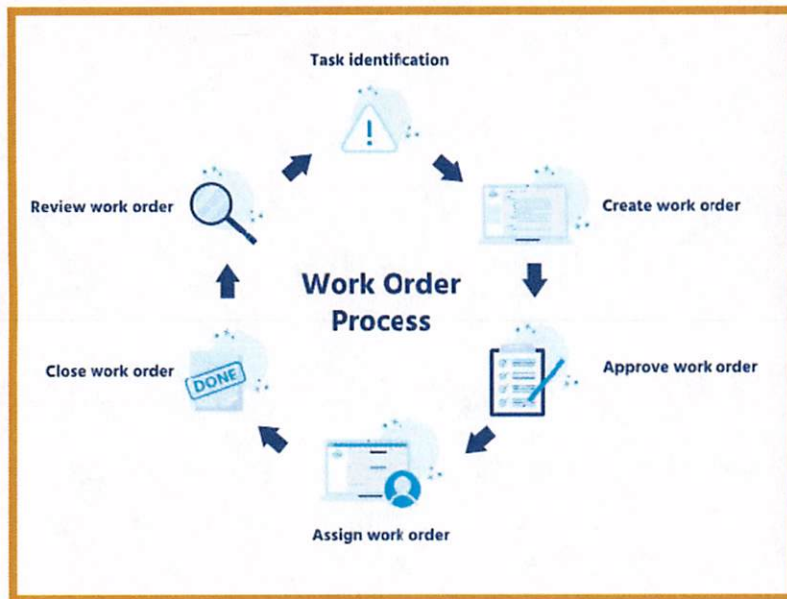 Task identification
Create work order
Approve work order
Assign work order
Close work order
DONE
Review work order
Work Order
Process